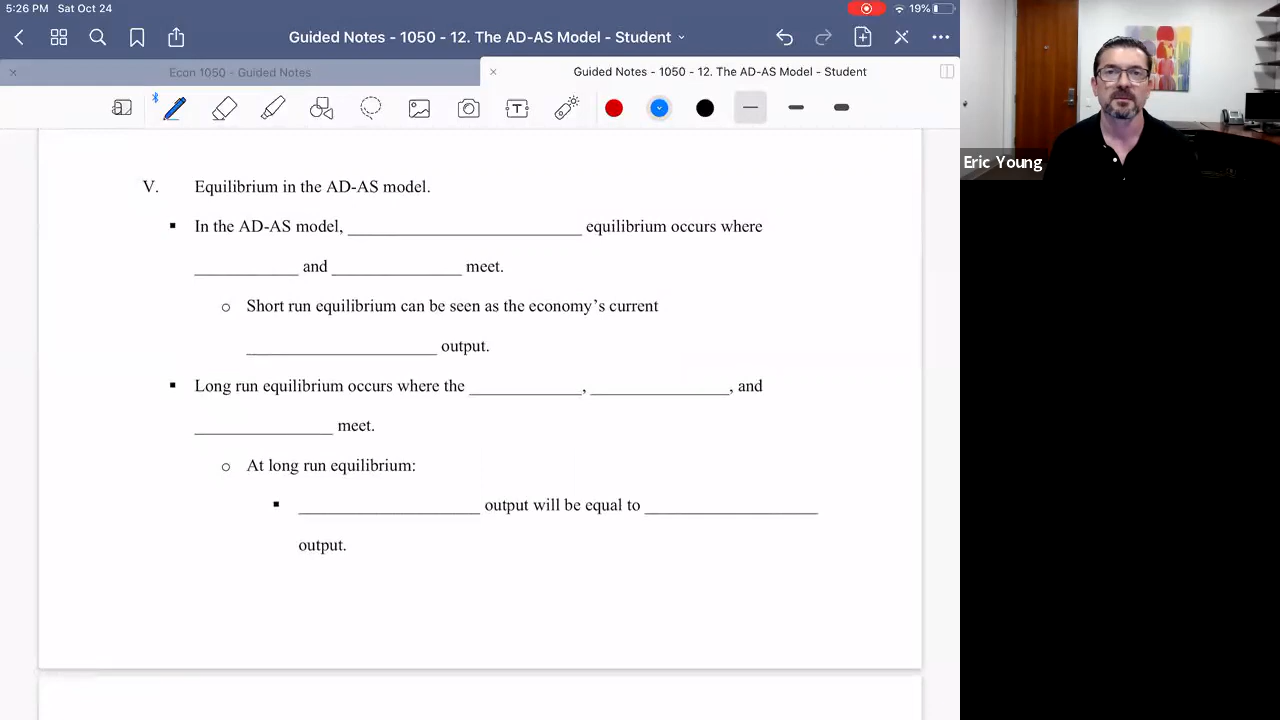 5:26 PM Sat Oct 24 19%
Guided Notes - 1050 - 12. The AD-AS Model - Student
Econ 1050 - Guided Notes Guided Notes - 1050 - 12. The AD-AS Model - Student
Eric Young
V. Equilibrium in the AD-AS model.
▪ In the AD-AS model, __________________________ equilibrium occurs where
____________ and _______________ meet.
o Short run equilibrium can be seen as the economy's current
______________________ output.
▪ Long run equilibrium occurs where the _____________, ________________, and
________________ meet.
o At long run equilibrium:
▪ _____________________ output will be equal to ____________________
output.